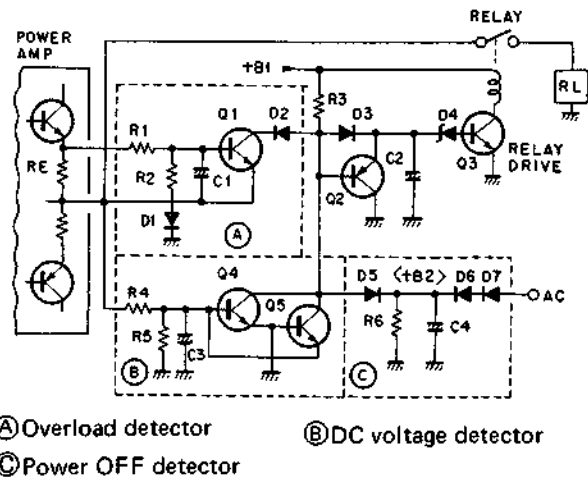 RELAY
POWER
AMP
+B1
RL
Q1
D2
R3
D3
D4
R1
RE
R2
C1
Q2
C2
Q3
RELAY
DRIVE
D1
A
Q4
D5
<+B2>
D6
D7
R4
Q5
AC
R5
C3
R6
C4
B
C
Ⓐ Overload detector
Ⓑ DC voltage detector
Ⓒ Power OFF detector